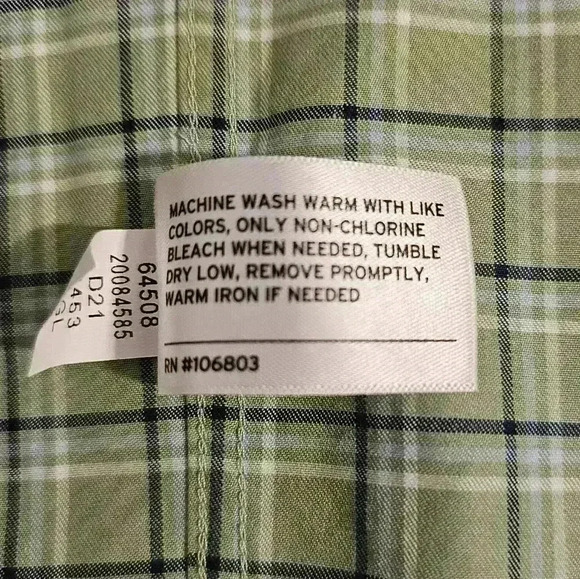 MACHINE WASH WARM WITH LIKE
COLORS, ONLY NON-CHLORINE
BLEACH WHEN NEEDED, TUMBLE
DRY LOW, REMOVE PROMPTLY,
WARM IRON IF NEEDED
RN #106803
64508
20084585
D21
453
GL